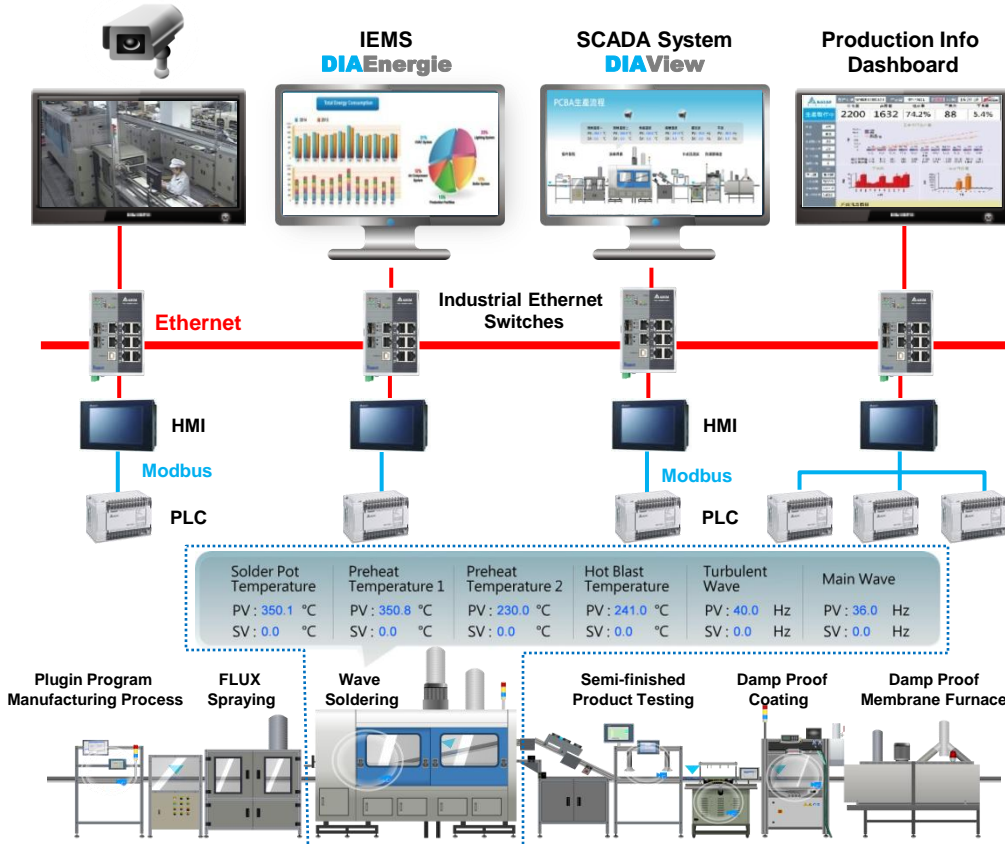 IEMS
DIAEnergie
SCADA System
DIAView
Production Info
Dashboard
Total Energy Consumption
PCBA生產流程
2200 1632 74.2% 88 5.4%
Industrial Ethernet
Switches
Ethernet
HMI
HMI
Modbus
Modbus
PLC
PLC
Solder Pot
Temperature
PV : 350.1 °C
SV : 0.0 °C
Preheat
Temperature 1
PV : 350.8 °C
SV : 0.0 °C
Preheat
Temperature 2
PV : 230.0 °C
SV : 0.0 °C
Hot Blast
Temperature
PV : 241.0 °C
SV : 0.0 °C
Turbulent
Wave
PV : 40.0 Hz
SV : 0.0 Hz
Main Wave
PV : 36.0 Hz
SV : 0.0 Hz
Plugin Program
Manufacturing Process
FLUX
Spraying
Wave
Soldering
Semi-finished
Product Testing
Damp Proof
Coating
Damp Proof
Membrane Furnace